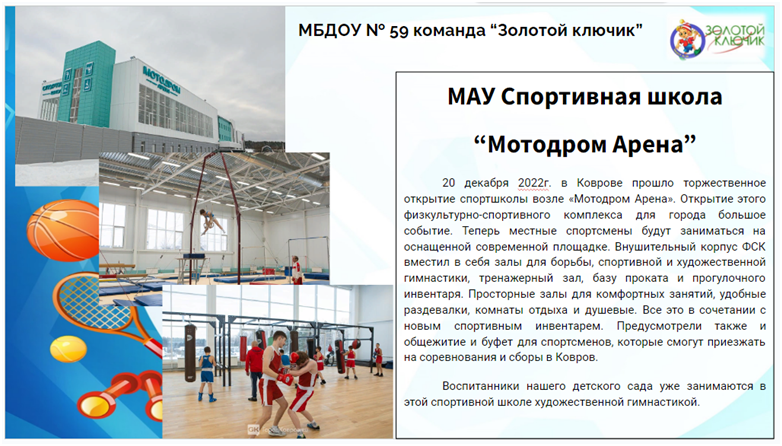 МБДОУ № 59 команда “Золотой ключик”
ЗОЛОТОЙ
КЛЮЧИК
МОТОДРОМ
АРЕНА
МАУ Спортивная школа
“Мотодром Арена”
20 декабря 2022г. в Коврове прошло торжественное
открытие спортшколы возле «Мотодром Арена». Открытие этого
физкультурно-спортивного комплекса для города большое
событие. Теперь местные спортсмены будут заниматься на
оснащенной современной площадке. Внушительный корпус ФСК
вместил в себя залы для борьбы, спортивной и художественной
гимнастики, тренажерный зал, базу проката и прогулочного
инвентаря. Просторные залы для комфортных занятий, удобные
раздевалки, комнаты отдыха и душевые. Все это в сочетании с
новым спортивным инвентарем. Предусмотрели также и
общежитие и буфет для спортсменов, которые смогут приезжать
на соревнования и сборы в Ковров.
Воспитанники нашего детского сада уже занимаются в
этой спортивной школе художественной гимнастикой.